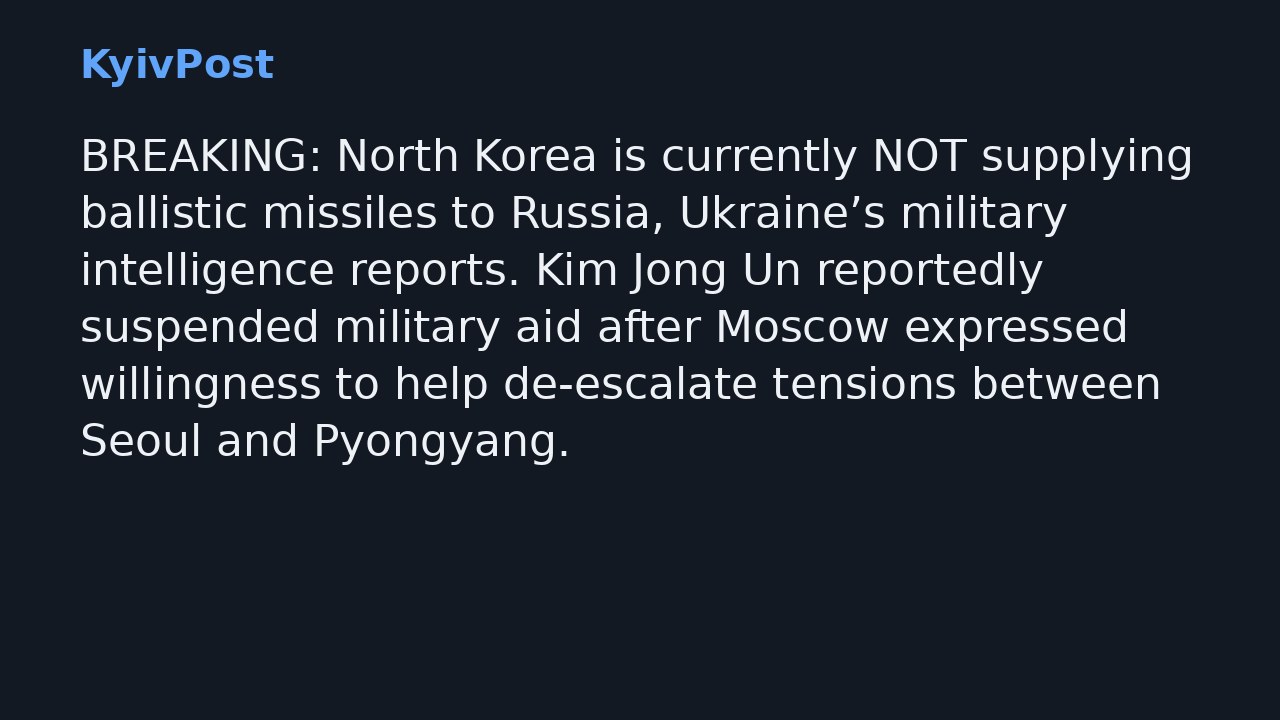 KyivPost
BREAKING: North Korea is currently NOT supplying
ballistic missiles to Russia, Ukraine’s military
intelligence reports. Kim Jong Un reportedly
suspended military aid after Moscow expressed
willingness to help de-escalate tensions between
Seoul and Pyongyang.